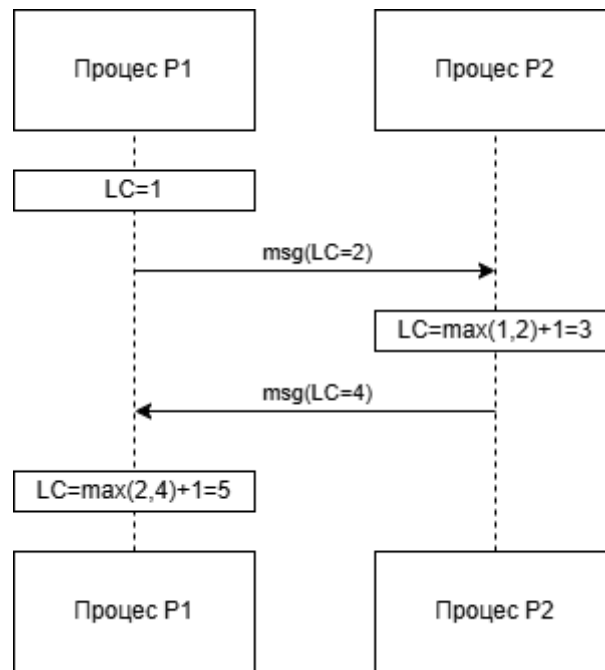 Процес P1
Процес P2
LC=1
msg(LC=2)
LC=max(1,2)+1=3
msg(LC=4)
LC=max(2,4)+1=5
Процес P1
Процес P2